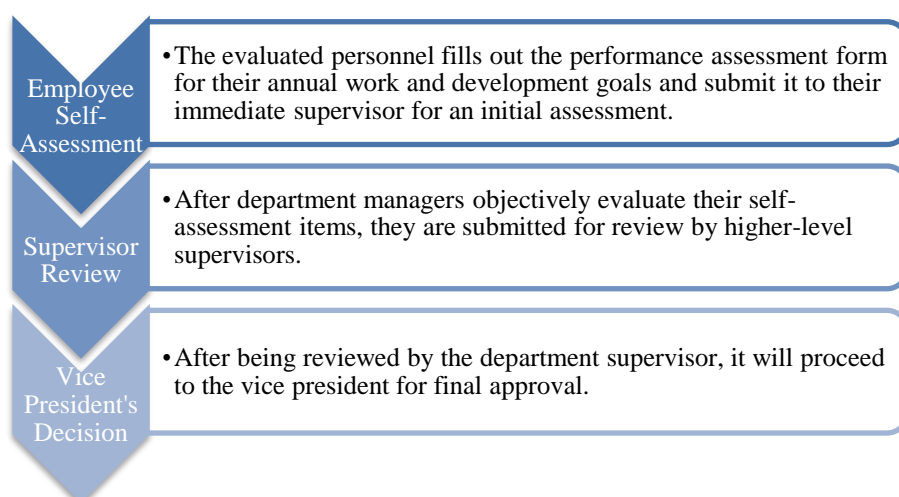 Employee
Self-
Assessment
•The evaluated personnel fills out the performance assessment form
for their annual work and development goals and submit it to their
immediate supervisor for an initial assessment.
Supervisor
Review
•After department managers objectively evaluate their self-
assessment items, they are submitted for review by higher-level
supervisors.
Vice
President's
Decision
•After being reviewed by the department supervisor, it will proceed
to the vice president for final approval.